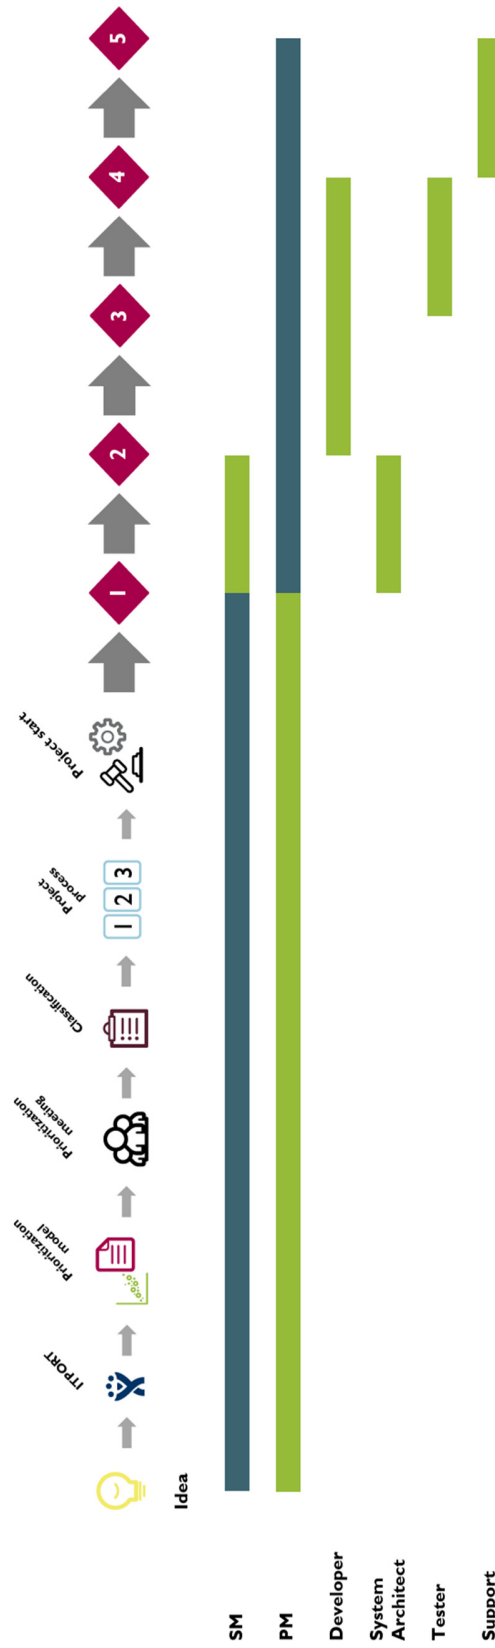 Idea
ITPORT
Prioritization
model
Prioritization
meeting
Classification
Project
process
1 2 3
Project start
1
2
3
4
5
SM
PM
Developer
System
Architect
Tester
Support